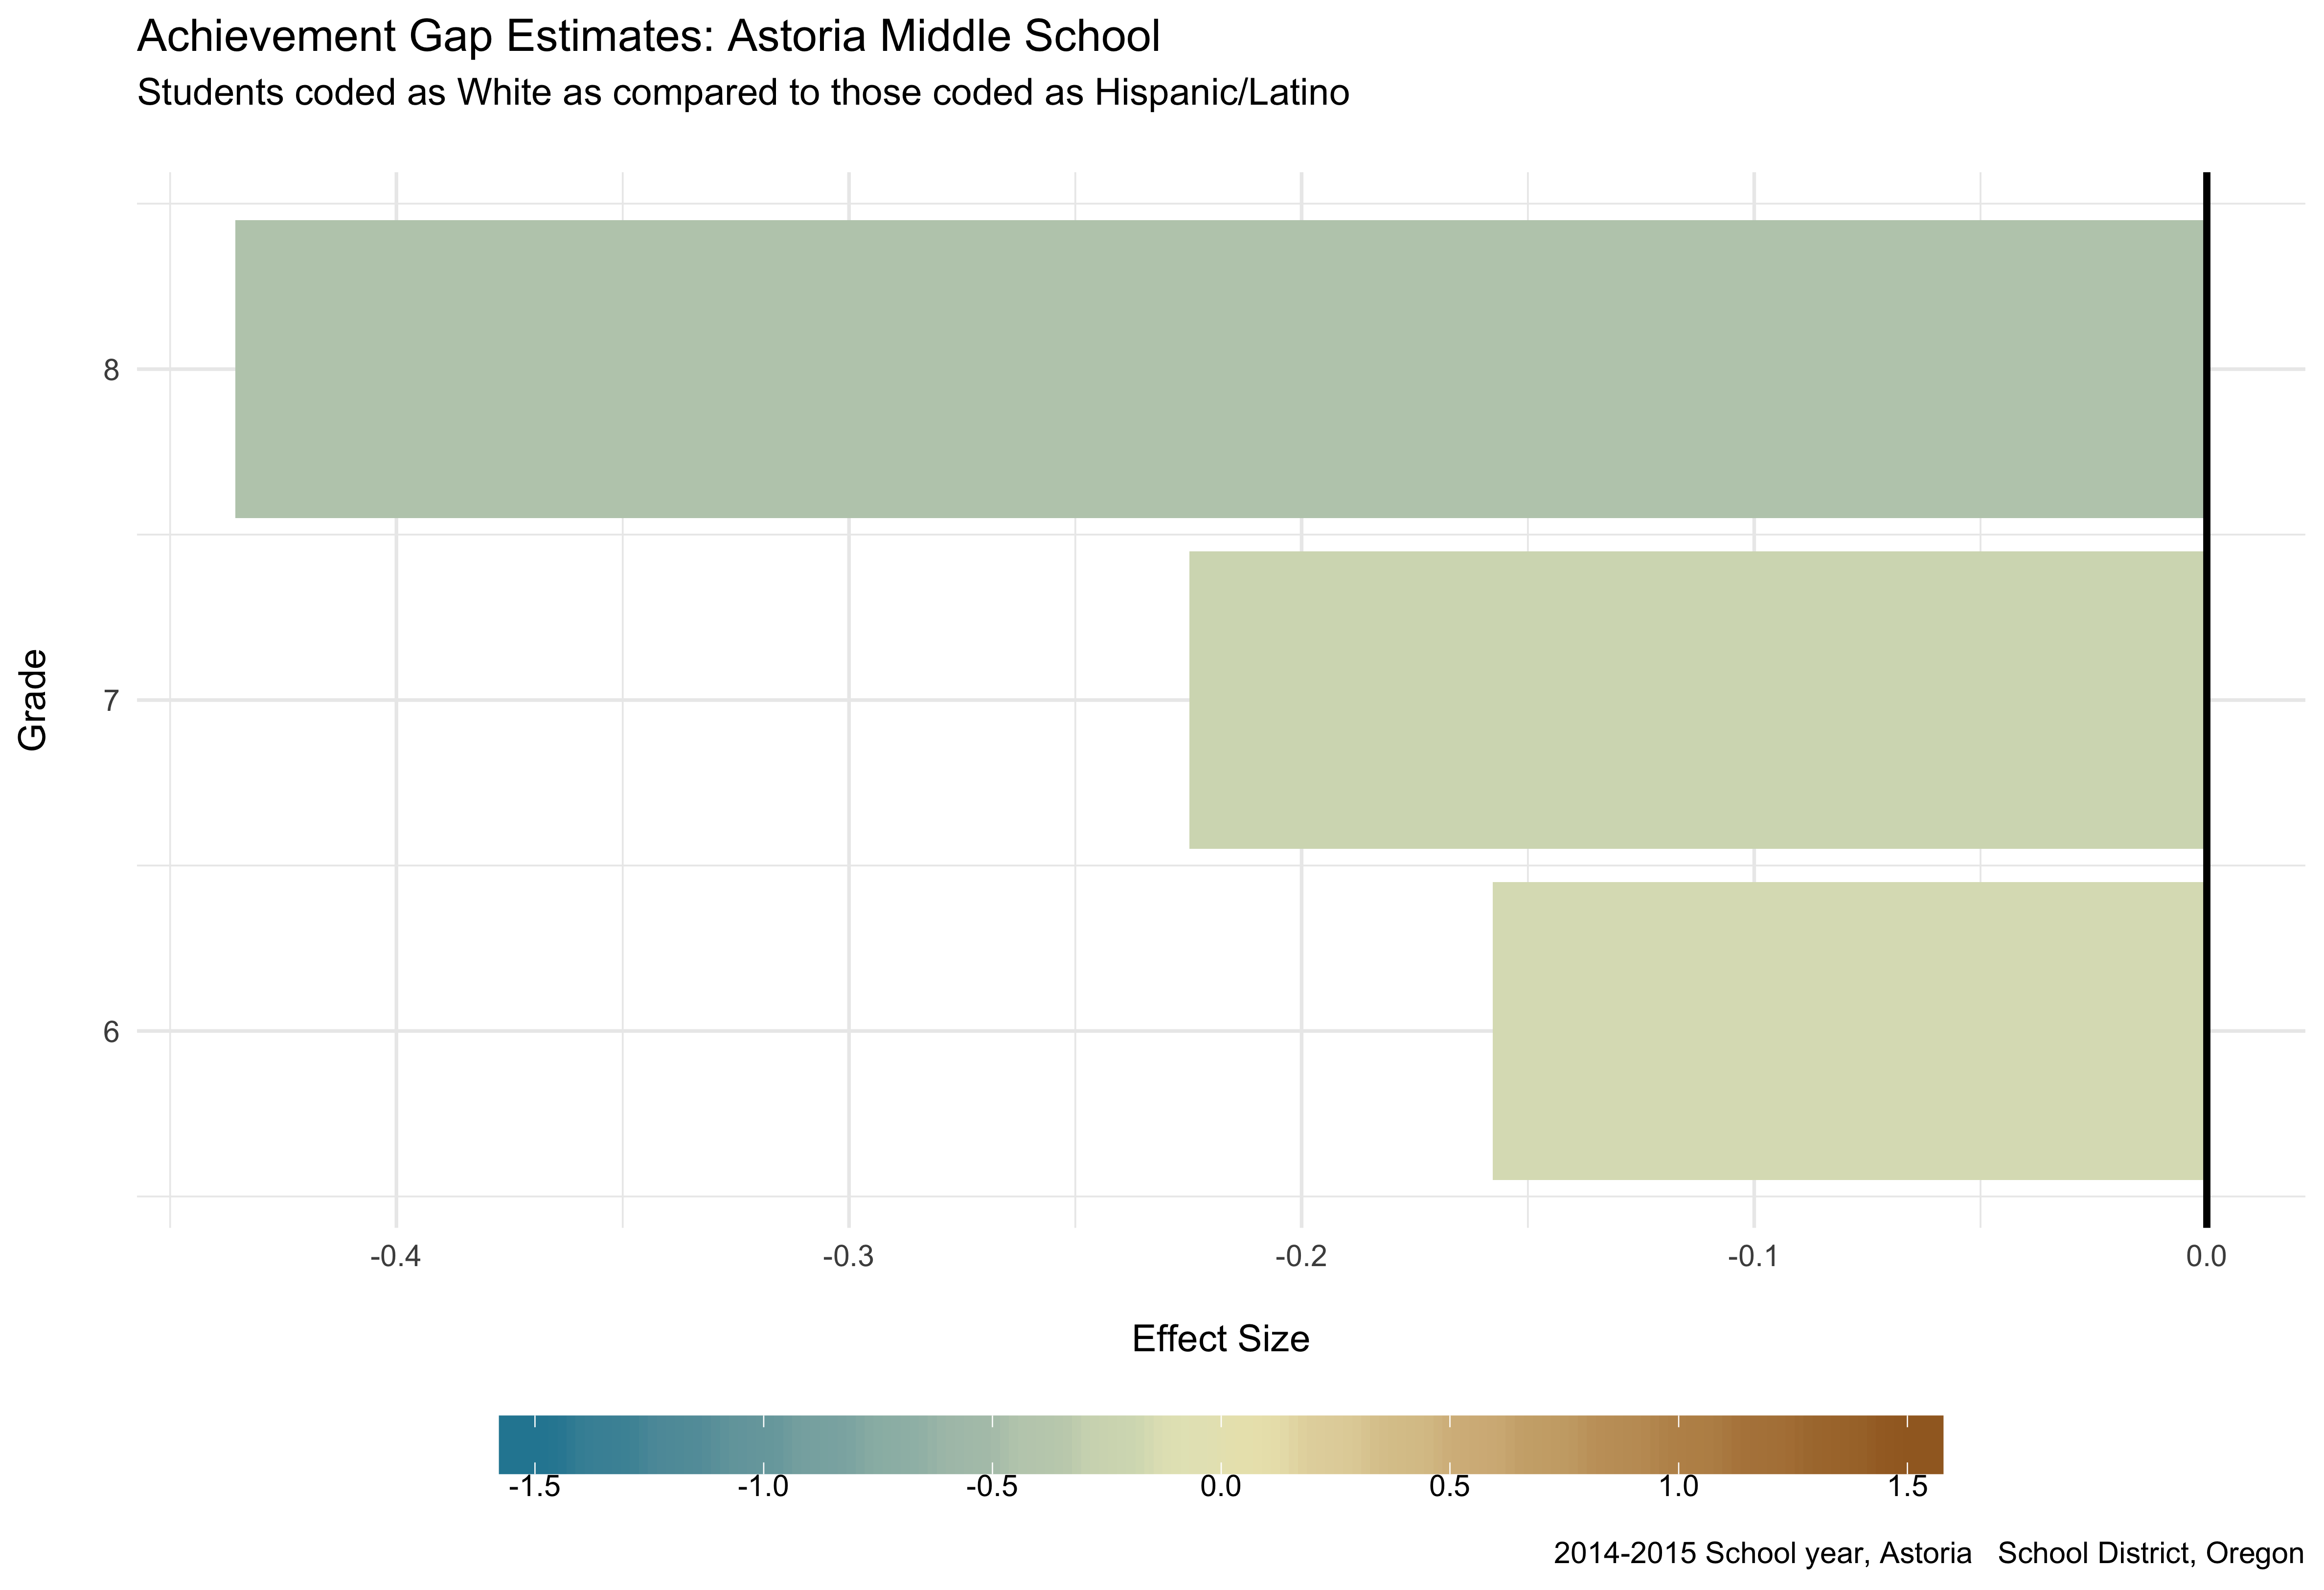 Achievement Gap Estimates: Astoria Middle School
Students coded as White as compared to those coded as Hispanic/Latino
Grade
8
7
6
-0.4 -0.3 -0.2 -0.1 0.0
Effect Size
-1.5 -1.0 -0.5 0.0 0.5 1.0 1.5
2014-2015 School year, Astoria   School District, Oregon